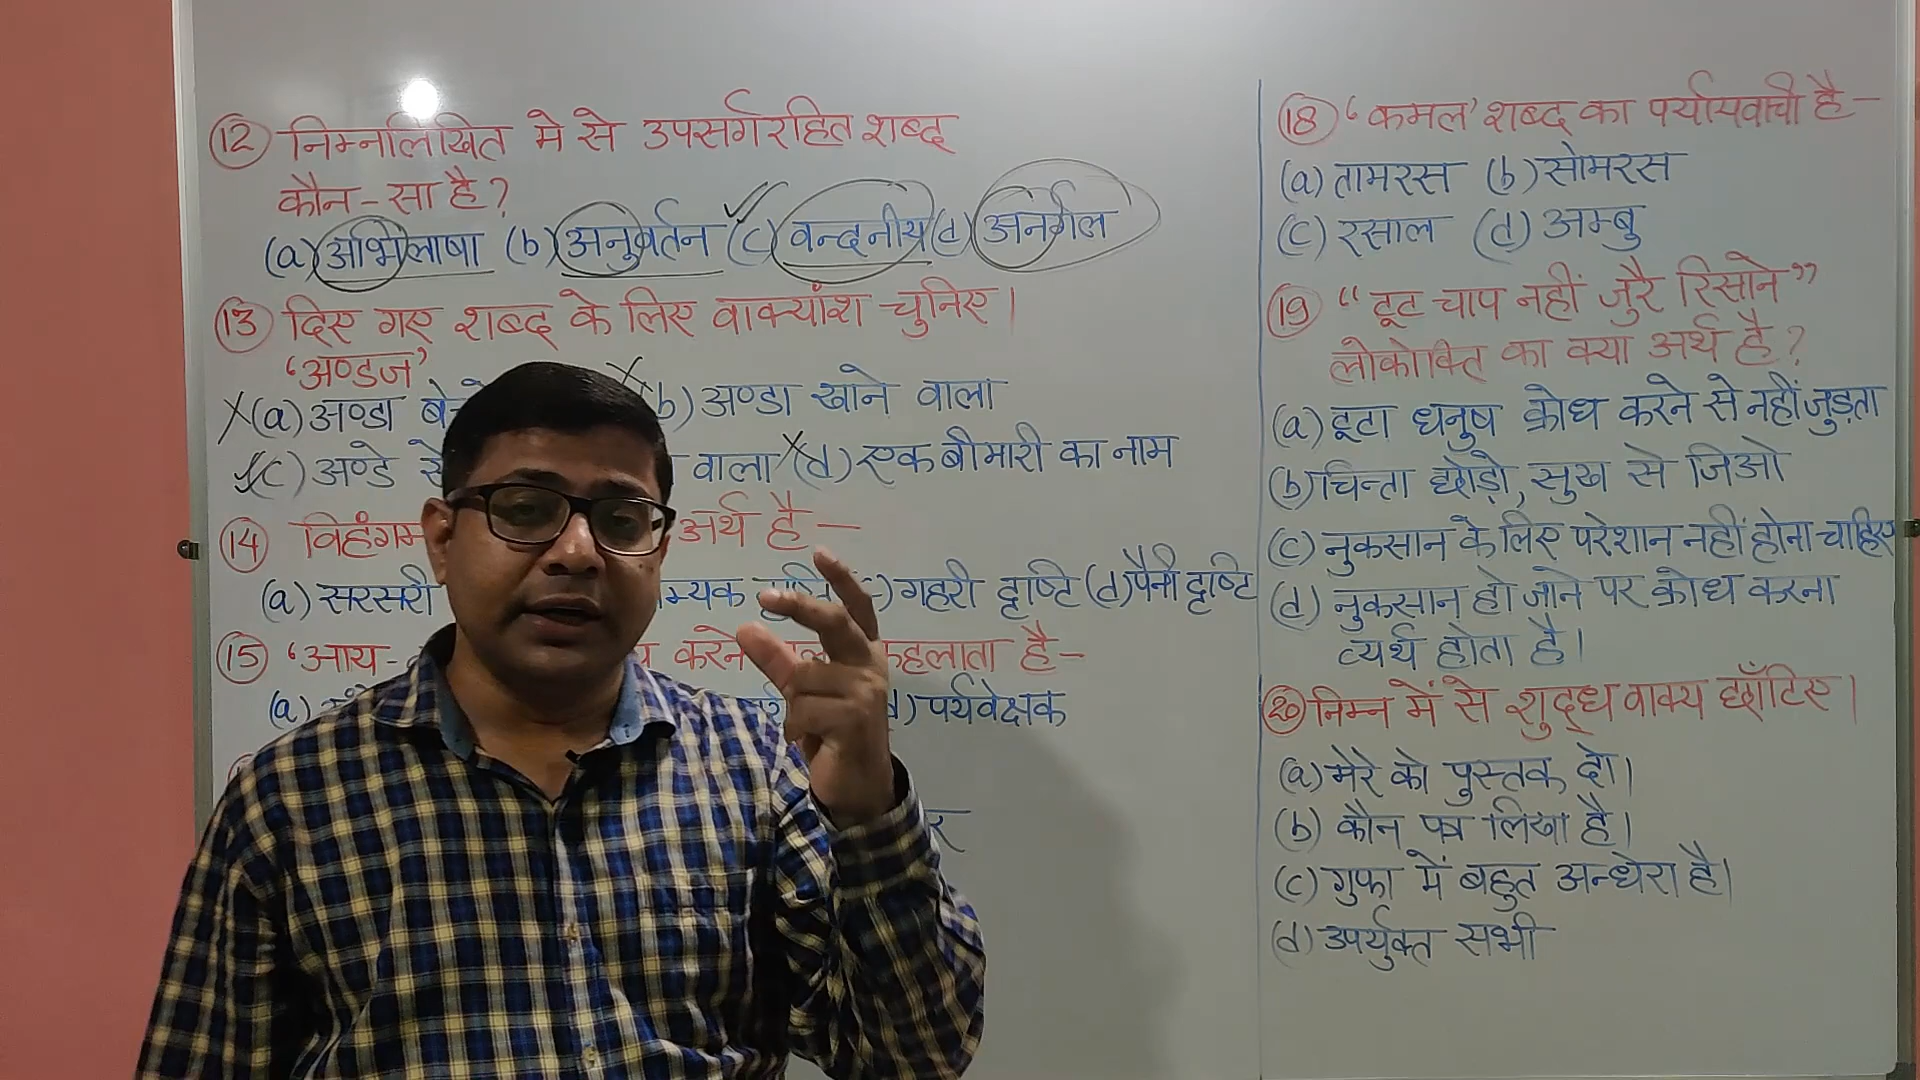 12 निम्नलिखित मे से उपसर्गरहित शब्द
कौन-सा है?
(a) अभिलाषा (b) अनुवर्तन (c) वन्दनीय (d) अनर्गल
13 दिए गए शब्द के लिए वाक्याँश चुनिए।
'अण्डज'
(a) अण्डा (b) अण्डा खाने वाला
(c) अण्डे वाला (d) एक बीमारी का नाम
14 विहंगम अर्थ है –
(a) सरसरी (c) गहरी दृष्टि (d) पैनी दृष्टि
15 'आय- करने कहलाता है –
(a) (d) पर्यवेक्षक
18 'कमल' शब्द का पर्यायवाची है –
(a) तामरस (b) सोमरस
(c) रसाल (d) अम्बु
19 "टूट चाप नहीं जुरै रिसाने"
लोकोक्ति का क्या अर्थ है?
(a) टूटा धनुष क्रोध करने से नहीं जुड़ता
(b) चिन्ता छोड़ो, सुख से जिओ
(c) नुकसान के लिए परेशान नहीं होना चाहिए
(d) नुकसान हो जाने पर क्रोध करना
व्यर्थ होता है।
20 निम्न में से शुद्ध वाक्य छाँटिए।
(a) मेरे को पुस्तक दो।
(b) कौन पत्र लिखा है।
(c) गुफा में बहुत अन्धेरा है।
(d) उपर्युक्त सभी